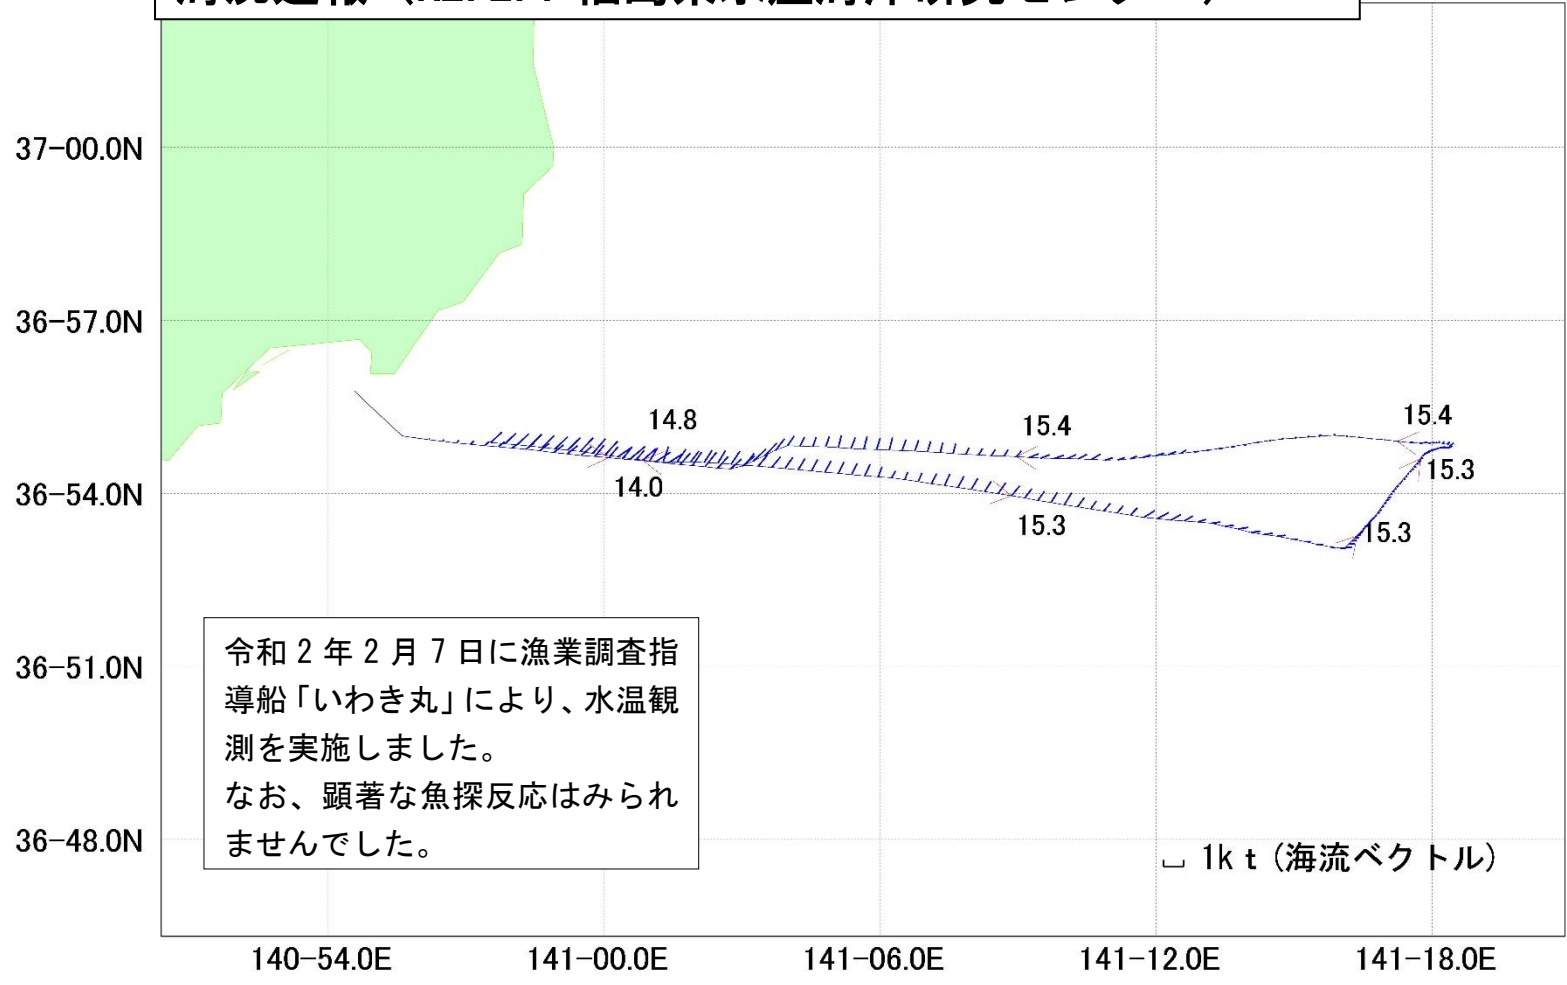 37-00.0N
36-57.0N
36-54.0N
36-51.0N
36-48.0N
14.8
15.4
15.4
14.0
15.3
15.3
15.3
令和２年２月７日に漁業調査指
導船「いわき丸」により、水温観
測を実施しました。
なお、顕著な魚探反応はみられ
ませんでした。
1ｋｔ（海流ベクトル）
140-54.0E
141-00.0E
141-06.0E
141-12.0E
141-18.0E